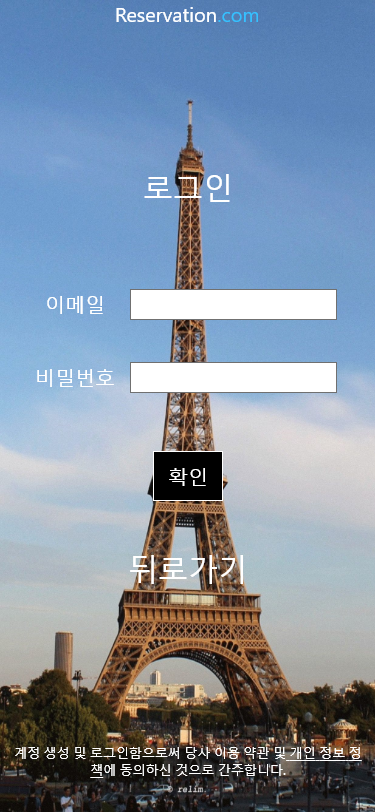 Reservation.com
로그인
이메일
비밀번호
확인
뒤로가기
계정 생성 및 로그인함으로써 당사 이용 약관 및 개인 정보 정
책에 동의하신 것으로 간주합니다.
© relim.